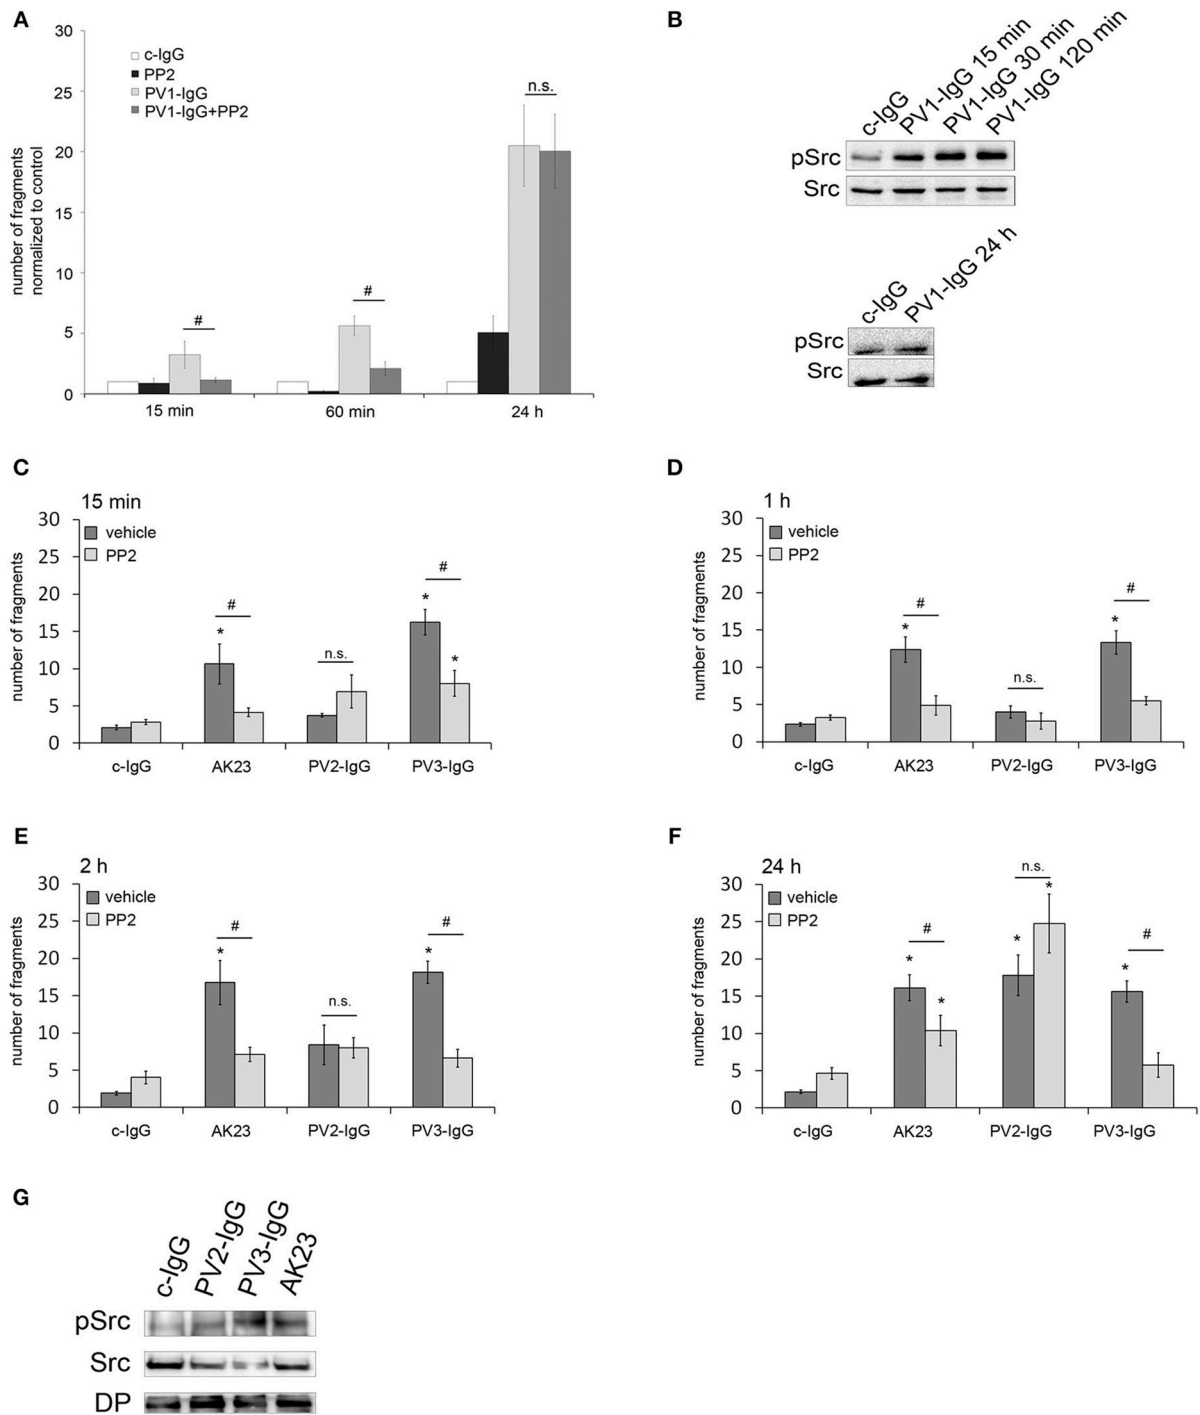 A
30
25
20
15
10
5
0
number of fragments
normalized to control
c-IgG
PP2
PV1-IgG
PV1-IgG+PP2
#
#
n.s.
15 min
60 min
24 h
B
c-IgG
PV1-IgG 15 min
PV1-IgG 30 min
PV1-IgG 120 min
pSrc
Src
c-IgG
PV1-IgG 24 h
pSrc
Src
C
15 min
30
25
20
15
10
5
0
number of fragments
vehicle
PP2
#
*
n.s.
#
*
*
c-IgG
AK23
PV2-IgG
PV3-IgG
D
1 h
30
25
20
15
10
5
0
number of fragments
vehicle
PP2
#
*
n.s.
#
*
c-IgG
AK23
PV2-IgG
PV3-IgG
E
2 h
30
25
20
15
10
5
0
number of fragments
vehicle
PP2
#
*
n.s.
#
*
c-IgG
AK23
PV2-IgG
PV3-IgG
F
24 h
30
25
20
15
10
5
0
number of fragments
vehicle
PP2
#
*
*
n.s.
*
*
#
*
c-IgG
AK23
PV2-IgG
PV3-IgG
G
c-IgG
PV2-IgG
PV3-IgG
AK23
pSrc
Src
DP